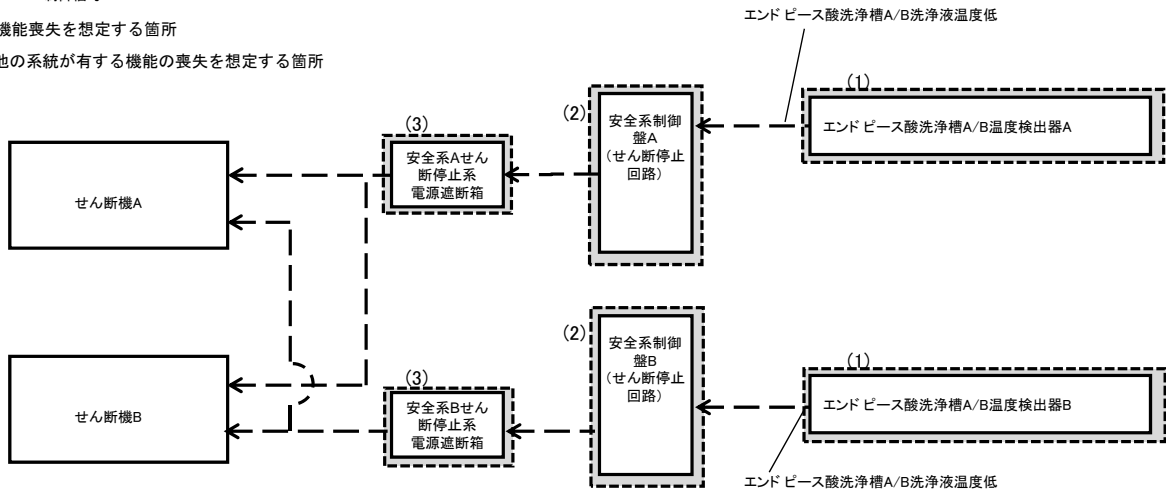 機能喪失を想定する箇所
他の系統が有する機能の喪失を想定する箇所
エンドピース酸洗浄槽A/B洗浄液温度低
(1)
エンドピース酸洗浄槽A/B温度検出器A
(2)
安全系制御
盤A
(せん断停止
回路)
(3)
安全系Aせん
断停止系
電源遮断箱
せん断機A
(1)
エンドピース酸洗浄槽A/B温度検出器B
(2)
安全系制御
盤B
(せん断停止
回路)
(3)
安全系Bせん
断停止系
電源遮断箱
せん断機B
エンドピース酸洗浄槽A/B洗浄液温度低